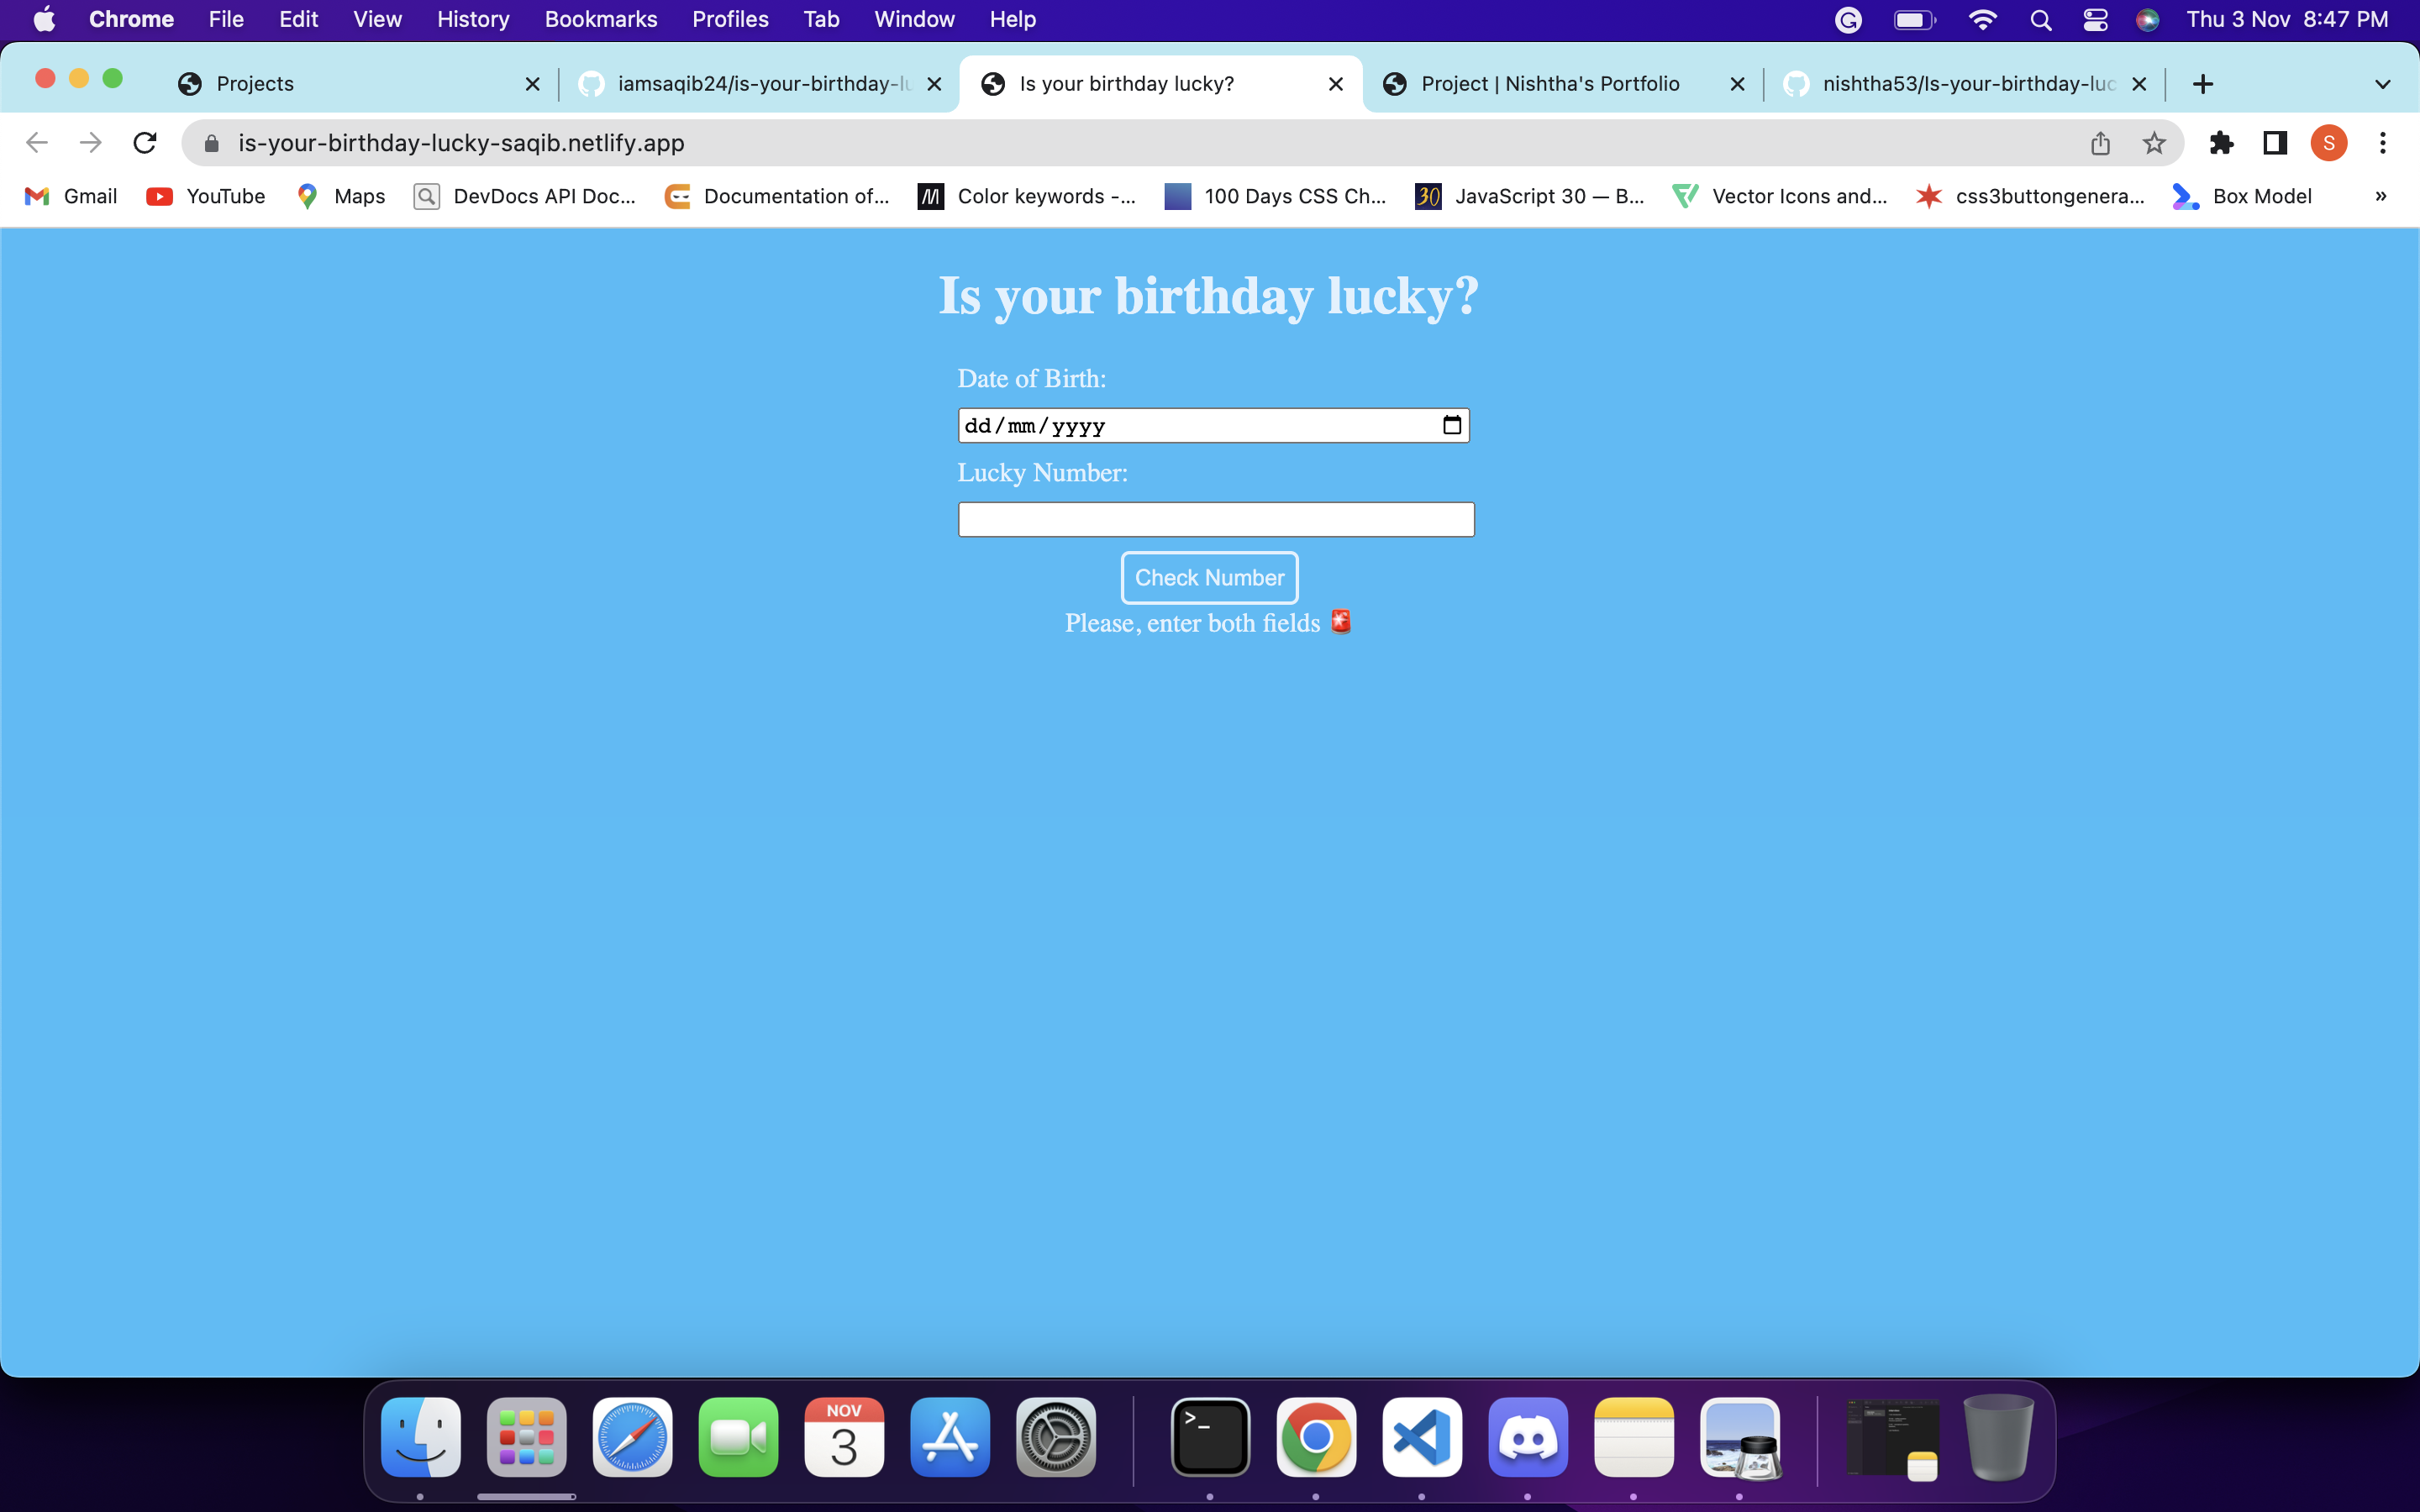 Chrome File Edit View History Bookmarks Profiles Tab Window Help Thu 3 Nov 8:47 PM
Projects iamsaqib24/is-your-birthday-lu Is your birthday lucky? Project | Nishtha's Portfolio nishtha53/Is-your-birthday-luc
is-your-birthday-lucky-saqib.netlify.app S
Gmail YouTube Maps DevDocs API Doc... Documentation of... Color keywords -... 100 Days CSS Ch... 30 JavaScript 30 — B... Vector Icons and... css3buttongenera... Box Model »
Is your birthday lucky?
Date of Birth:
dd/mm/yyyy
Lucky Number:
Check Number
Please, enter both fields 🚨
NOV
3